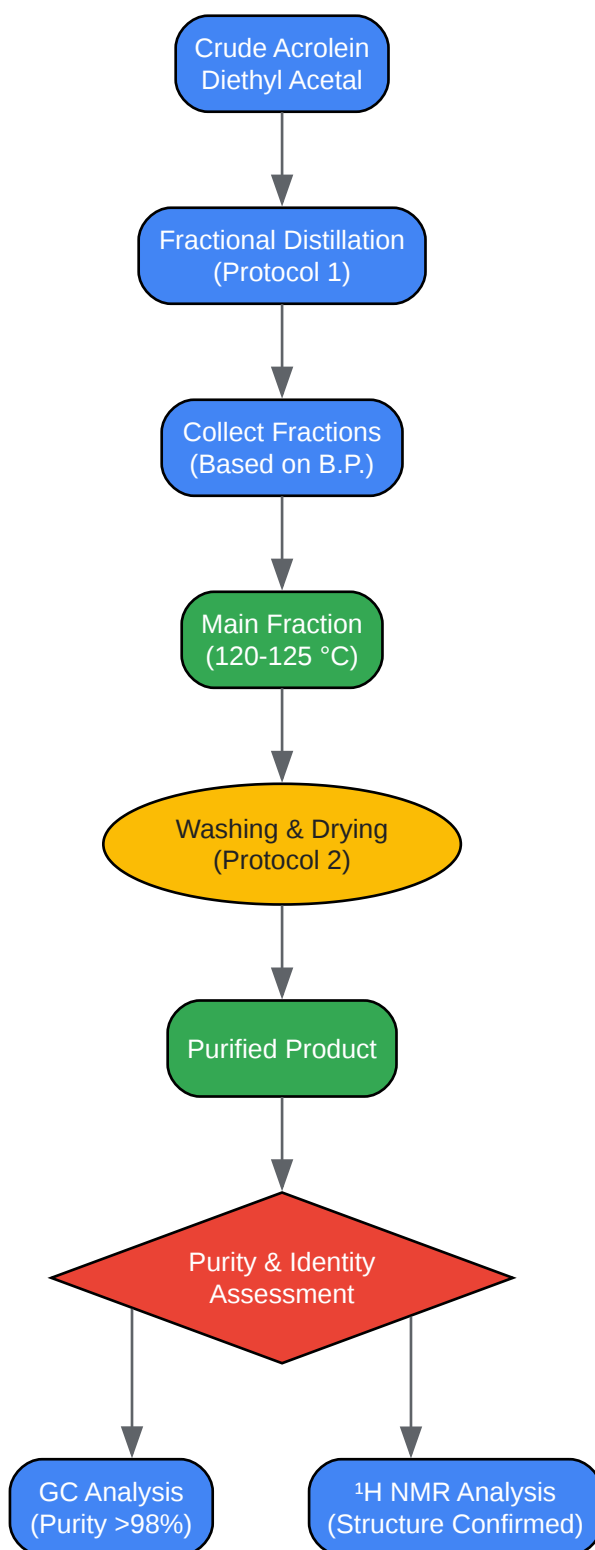 Crude Acrolein
Diethyl Acetal
Fractional Distillation
(Protocol 1)
Collect Fractions
(Based on B.P.)
Main Fraction
(120-125 °C)
Washing & Drying
(Protocol 2)
Purified Product
Purity & Identity
Assessment
GC Analysis
(Purity >98%)
¹H NMR Analysis
(Structure Confirmed)